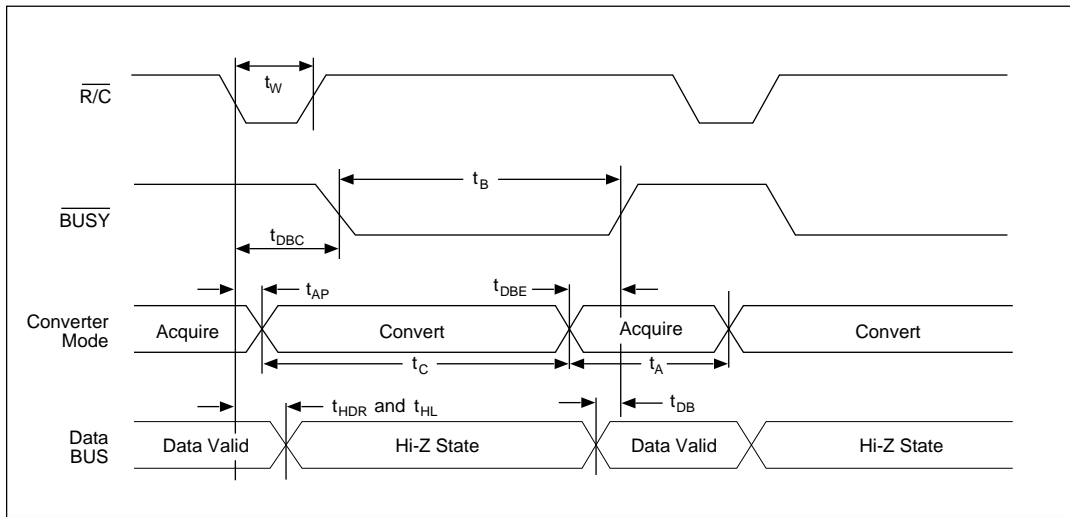 R/C
t_W
BUSY
t_B
t_DBC
t_AP
t_DBE
Converter
Mode
Acquire
Convert
Acquire
Convert
t_C
t_A
t_HDR and t_HL
t_DB
Data
BUS
Data Valid
Hi-Z State
Data Valid
Hi-Z State